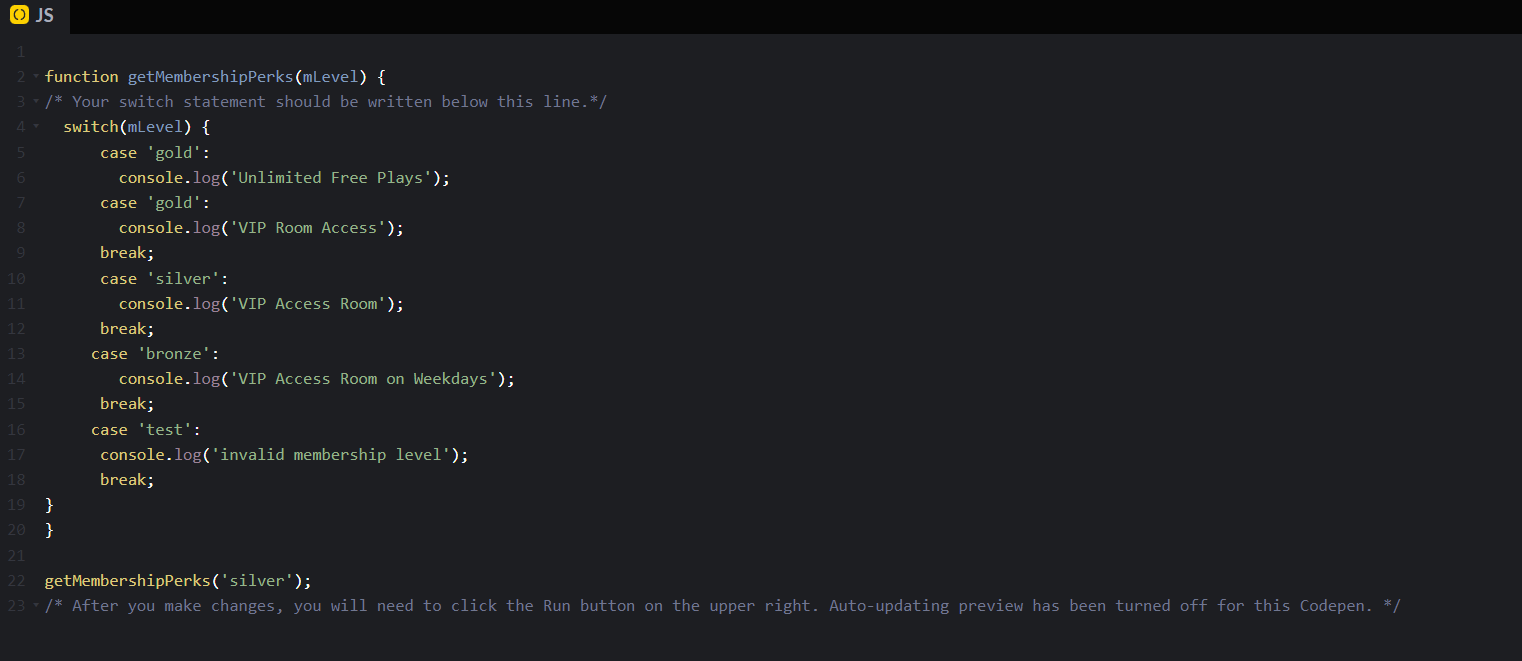 JS
1
2 function getMembershipPerks(mLevel) {
3 /* Your switch statement should be written below this line.*/
4 switch(mLevel) {
5 case 'gold':
6 console.log('Unlimited Free Plays');
7 case 'gold':
8 console.log('VIP Room Access');
9 break;
10 case 'silver':
11 console.log('VIP Access Room');
12 break;
13 case 'bronze':
14 console.log('VIP Access Room on Weekdays');
15 break;
16 case 'test':
17 console.log('invalid membership level');
18 break;
19 }
20 }
21
22 getMembershipPerks('silver');
23 /* After you make changes, you will need to click the Run button on the upper right. Auto-updating preview has been turned off for this Codepen. */